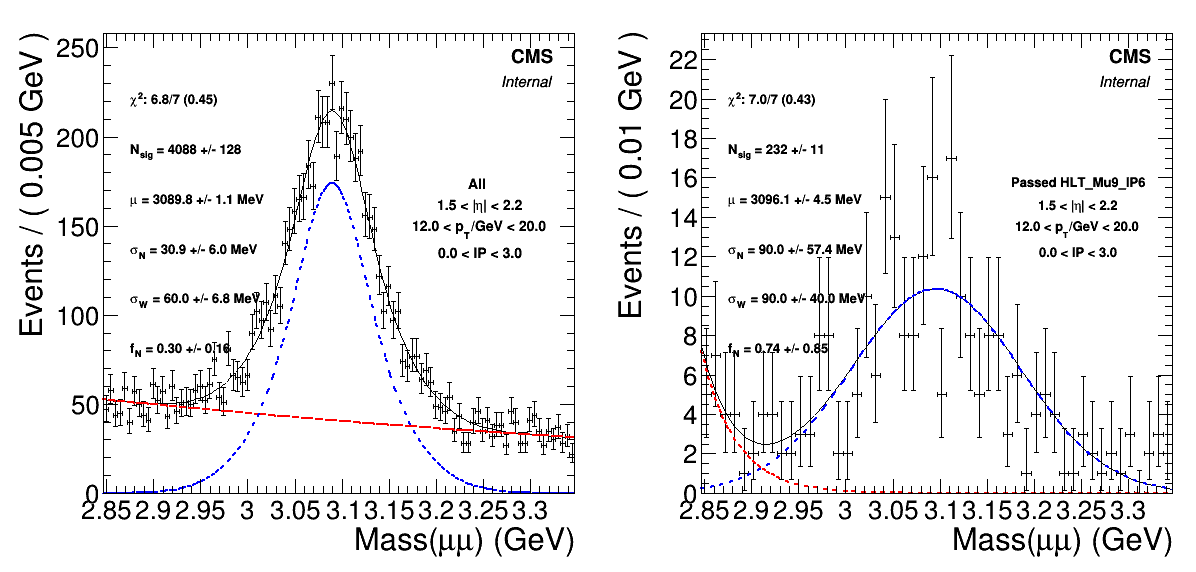 CMS
Internal
χ²: 6.8/7 (0.45)
N_sig = 4088 +/- 128
μ = 3089.8 +/- 1.1 MeV
σ_N = 30.9 +/- 6.0 MeV
σ_W = 60.0 +/- 6.8 MeV
f_N = 0.30 +/- 0.16
All
1.5 < |η| < 2.2
12.0 < p_T/GeV < 20.0
0.0 < IP < 3.0
Events / ( 0.005 GeV )
250
200
150
100
50
0
2.85 2.9 2.95 3 3.05 3.1 3.15 3.2 3.25 3.3
Mass(μμ) (GeV)
CMS
Internal
χ²: 7.0/7 (0.43)
N_sig = 232 +/- 11
μ = 3096.1 +/- 4.5 MeV
σ_N = 90.0 +/- 57.4 MeV
σ_W = 90.0 +/- 40.0 MeV
f_N = 0.74 +/- 0.85
Passed HLT_Mu9_IP6
1.5 < |η| < 2.2
12.0 < p_T/GeV < 20.0
0.0 < IP < 3.0
Events / ( 0.01 GeV )
22
20
18
16
14
12
10
8
6
4
2
0
2.85 2.9 2.95 3 3.05 3.1 3.15 3.2 3.25 3.3
Mass(μμ) (GeV)